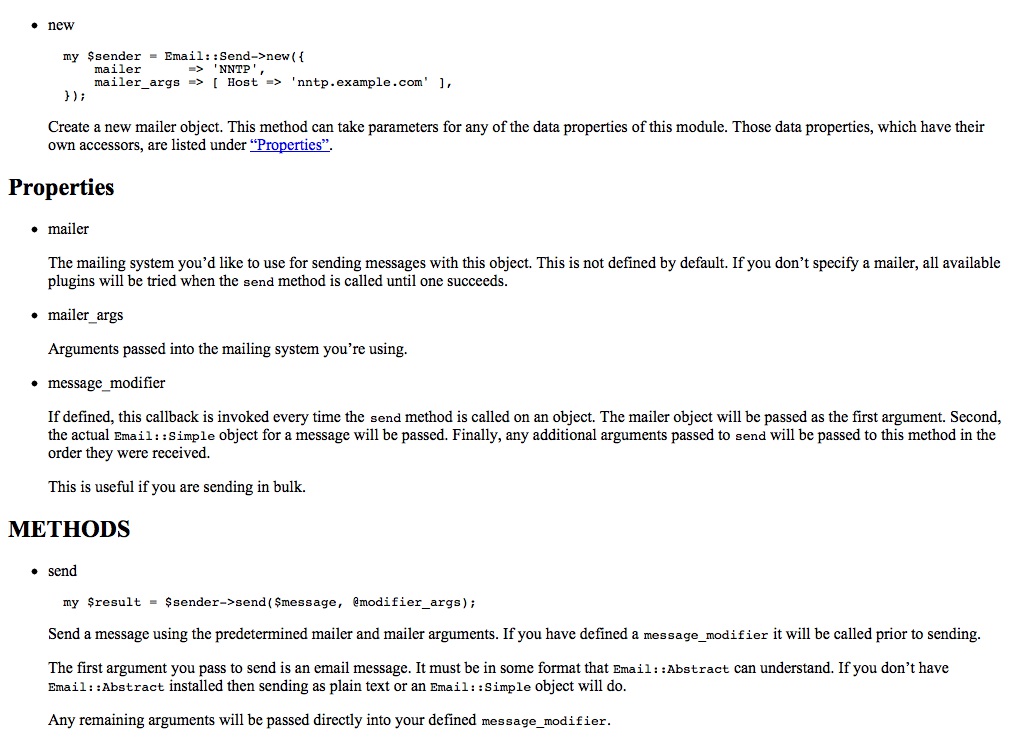 • new
my $sender = Email::Send->new({
    mailer      => 'NNTP',
    mailer_args => [ Host => 'nntp.example.com' ],
});
Create a new mailer object. This method can take parameters for any of the data properties of this module. Those data properties, which have their
own accessors, are listed under “Properties”.
Properties
• mailer
The mailing system you’d like to use for sending messages with this object. This is not defined by default. If you don’t specify a mailer, all available
plugins will be tried when the send method is called until one succeeds.
• mailer_args
Arguments passed into the mailing system you’re using.
• message_modifier
If defined, this callback is invoked every time the send method is called on an object. The mailer object will be passed as the first argument. Second,
the actual Email::Simple object for a message will be passed. Finally, any additional arguments passed to send will be passed to this method in the
order they were received.
This is useful if you are sending in bulk.
METHODS
• send
my $result = $sender->send($message, @modifier_args);
Send a message using the predetermined mailer and mailer arguments. If you have defined a message_modifier it will be called prior to sending.
The first argument you pass to send is an email message. It must be in some format that Email::Abstract can understand. If you don’t have
Email::Abstract installed then sending as plain text or an Email::Simple object will do.
Any remaining arguments will be passed directly into your defined message_modifier.